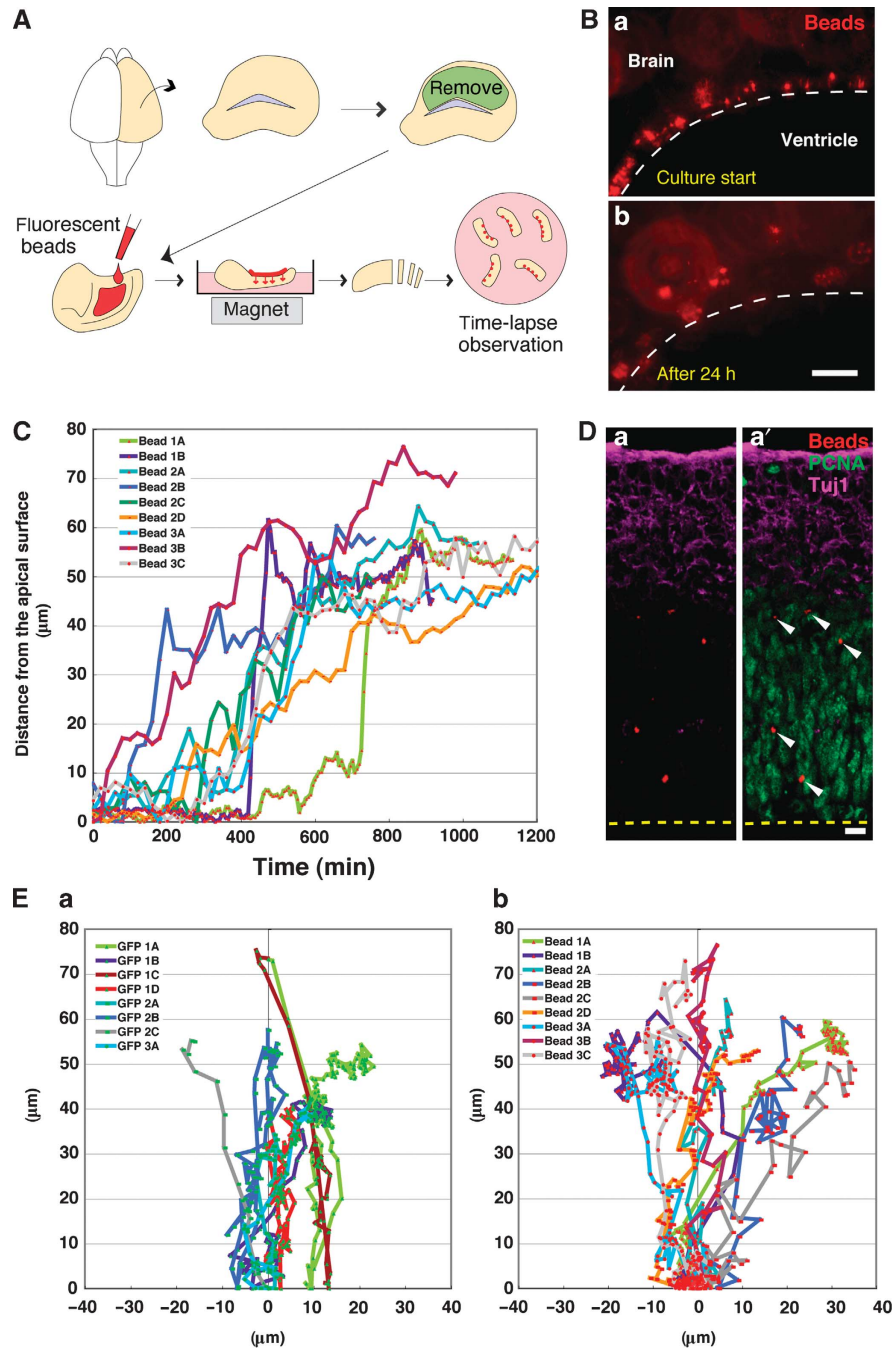 A
Remove
Fluorescent
beads
Magnet
Time-lapse
observation
B
a
Beads
Brain
Ventricle
Culture start
b
After 24 h
C
80
70
60
50
40
30
20
10
0
Distance from the apical surface
(μm)
Bead 1A
Bead 1B
Bead 2A
Bead 2B
Bead 2C
Bead 2D
Bead 3A
Bead 3B
Bead 3C
0 200 400 600 800 1000 1200
Time (min)
D
a
a′
Beads
PCNA
Tuj1
E
a
80
70
60
50
40
30
20
10
0
(μm)
GFP 1A
GFP 1B
GFP 1C
GFP 1D
GFP 2A
GFP 2B
GFP 2C
GFP 3A
−40 −30 −20 −10 0 10 20 30 40
(μm)
b
80
70
60
50
40
30
20
10
0
(μm)
Bead 1A
Bead 1B
Bead 2A
Bead 2B
Bead 2C
Bead 2D
Bead 3A
Bead 3B
Bead 3C
−40 −30 −20 −10 0 10 20 30 40
(μm)